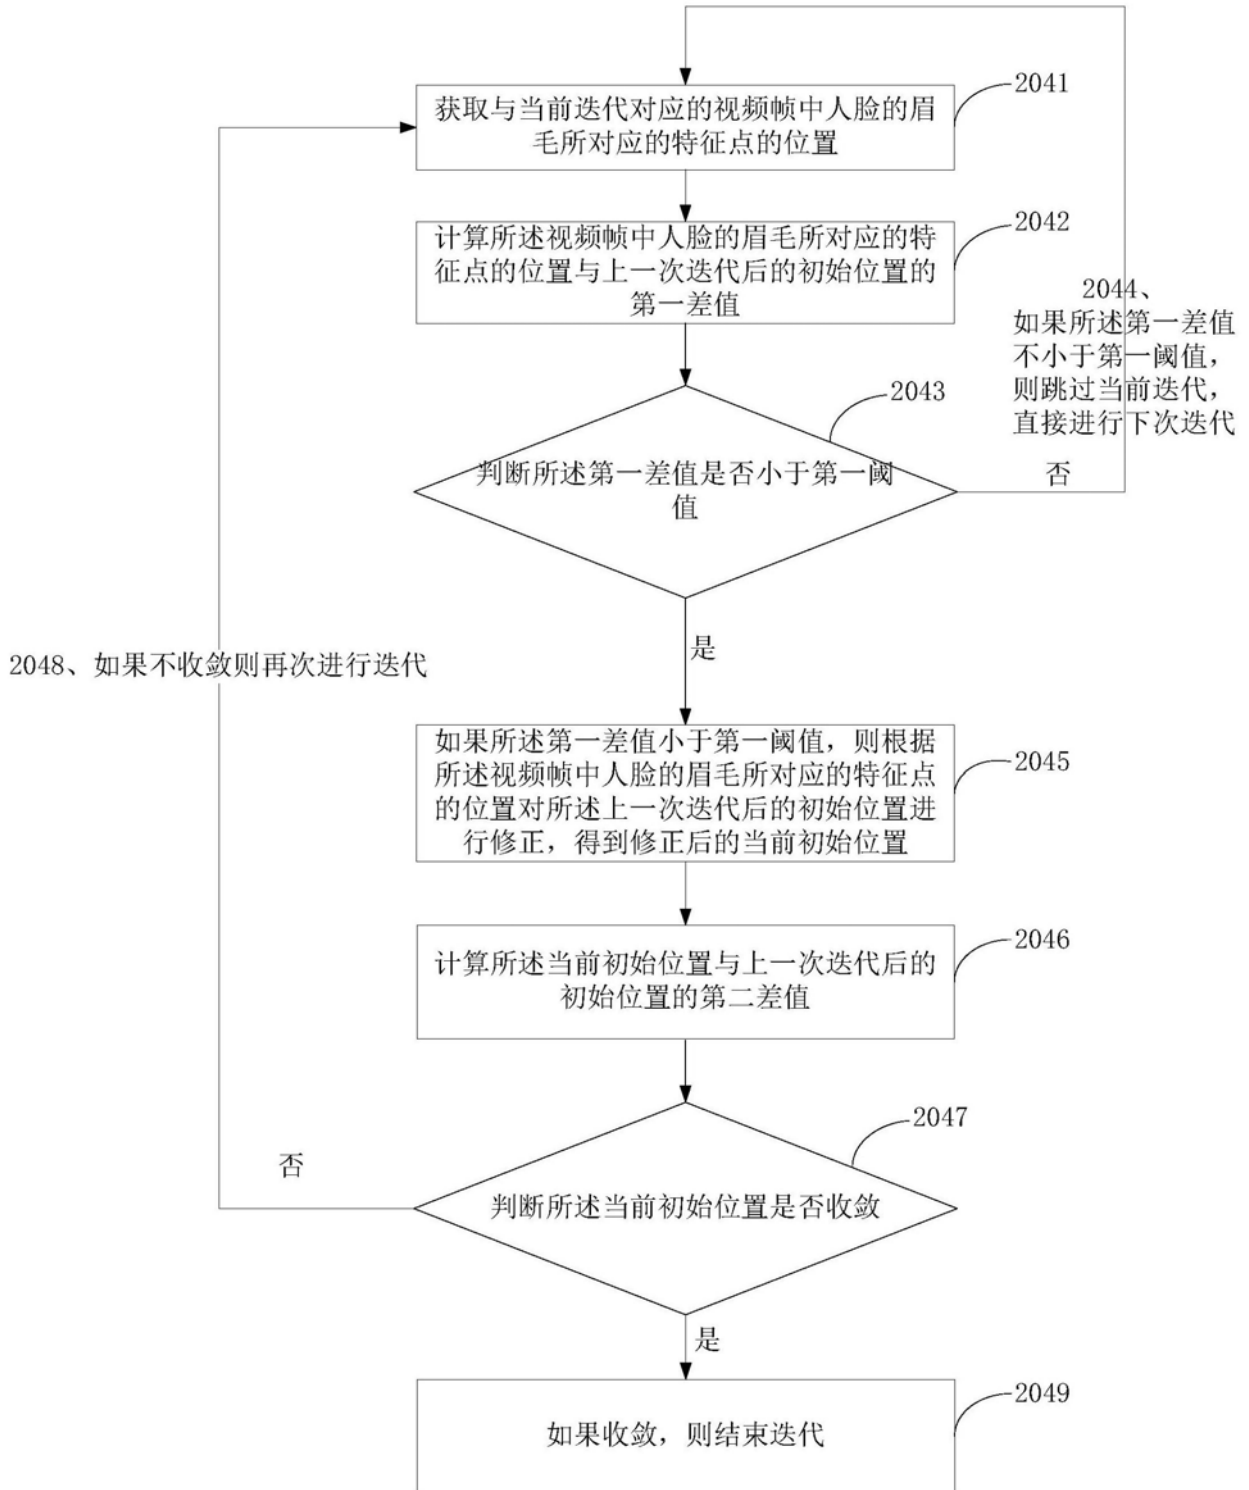 2041
获取与当前迭代对应的视频帧中人脸的眉
毛所对应的特征点的位置
2042
计算所述视频帧中人脸的眉毛所对应的特
征点的位置与上一次迭代后的初始位置的
第一差值
2044、
如果所述第一差值
不小于第一阈值，
则跳过当前迭代，
直接进行下次迭代
2043
判断所述第一差值是否小于第一阈
值
否
是
2048、如果不收敛则再次进行迭代
如果所述第一差值小于第一阈值，则根据
所述视频帧中人脸的眉毛所对应的特征点
的位置对所述上一次迭代后的初始位置进
行修正，得到修正后的当前初始位置
2045
2046
计算所述当前初始位置与上一次迭代后的
初始位置的第二差值
2047
否
判断所述当前初始位置是否收敛
是
2049
如果收敛，则结束迭代